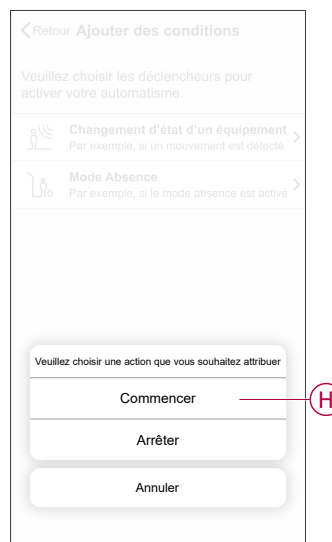 Retour Ajouter des conditions
Veuillez choisir les déclencheurs pour
activer votre automatisme.
Changement d'état d'un équipement
Par exemple, si un mouvement est détecté
Mode Absence
Par exemple, si le mode absence est activé
Veuillez choisir une action que vous souhaitez attribuer
Commencer
H
Arrêter
Annuler